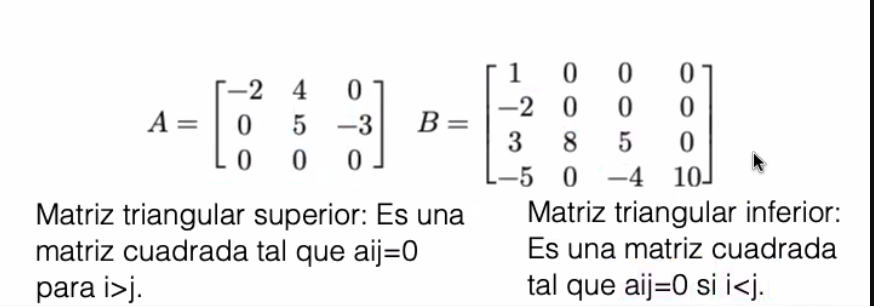 A = [−2 4 0
0 5 −3
0 0 0]
B = [1 0 0 0
−2 0 0 0
3 8 5 0
−5 0 −4 10]
Matriz triangular superior: Es una
matriz cuadrada tal que aij=0
para i>j.
Matriz triangular inferior:
Es una matriz cuadrada
tal que aij=0 si i<j.